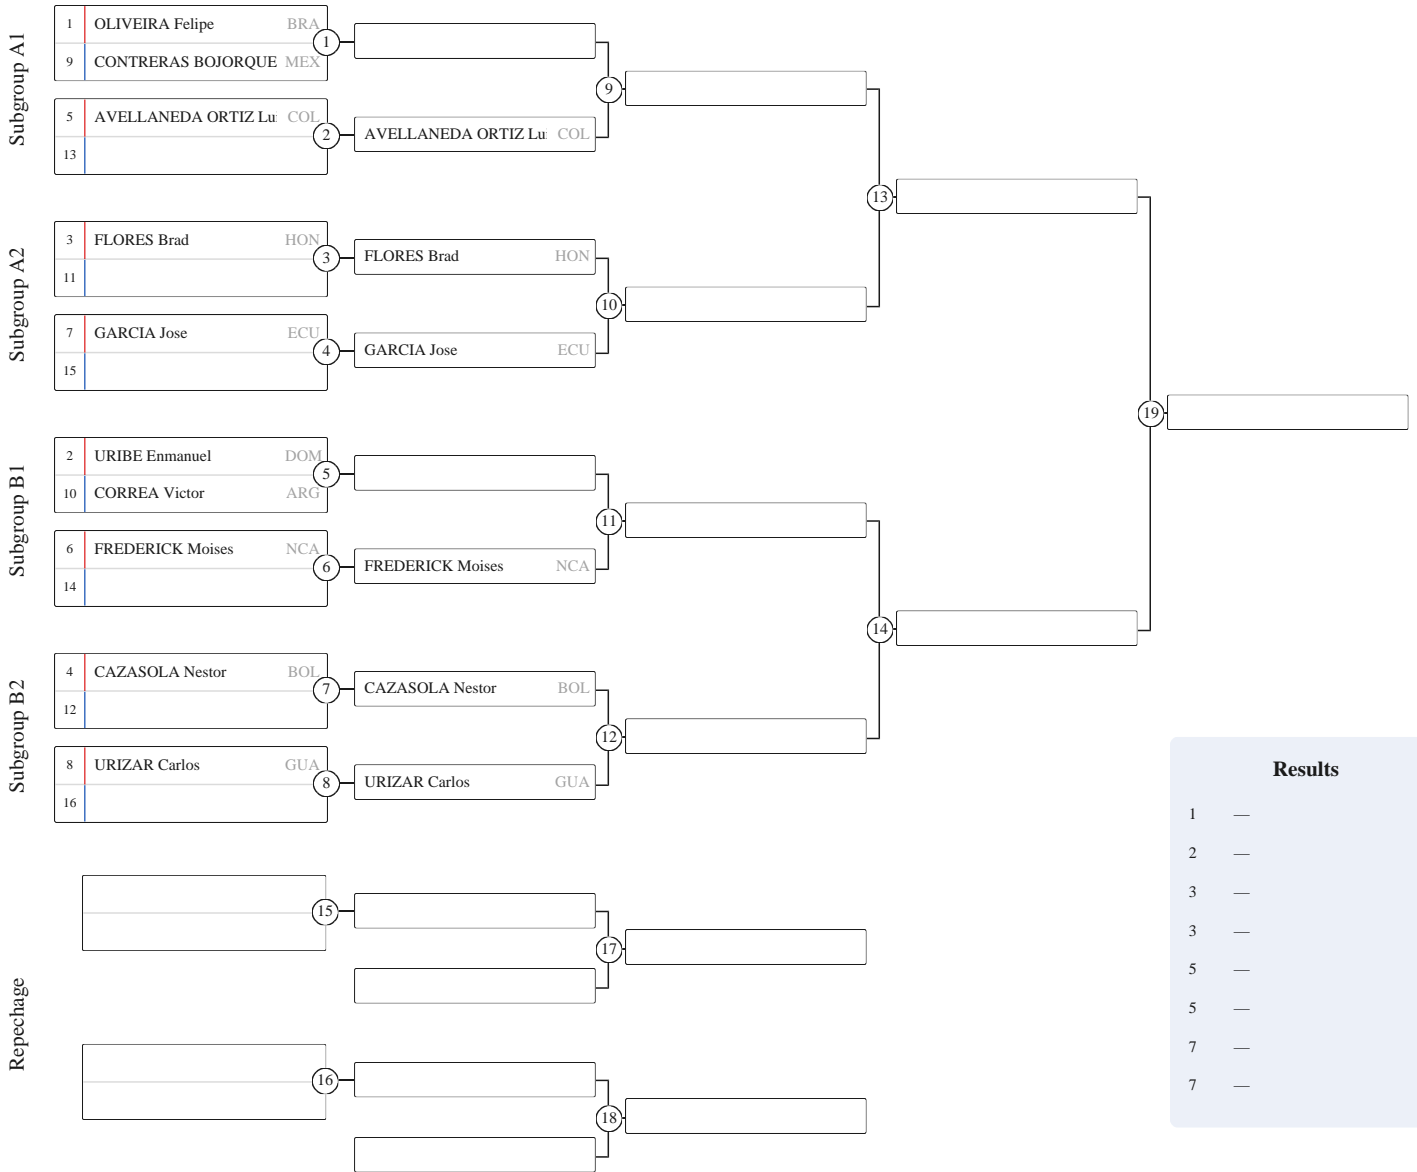 Subgroup A1
1 OLIVEIRA Felipe BRA
9 CONTRERAS BOJORQUE MEX
1
5 AVELLANEDA ORTIZ Lu COL
13
2
AVELLANEDA ORTIZ Lu COL
9
Subgroup A2
3 FLORES Brad HON
11
3
FLORES Brad HON
7 GARCIA Jose ECU
15
4
GARCIA Jose ECU
10
13
Subgroup B1
2 URIBE Enmanuel DOM
10 CORREA Victor ARG
5
6 FREDERICK Moises NCA
14
6
FREDERICK Moises NCA
11
Subgroup B2
4 CAZASOLA Nestor BOL
12
7
CAZASOLA Nestor BOL
8 URIZAR Carlos GUA
16
8
URIZAR Carlos GUA
12
14
19
Repechage
15
17
16
18
Results
1 —
2 —
3 —
3 —
5 —
5 —
7 —
7 —